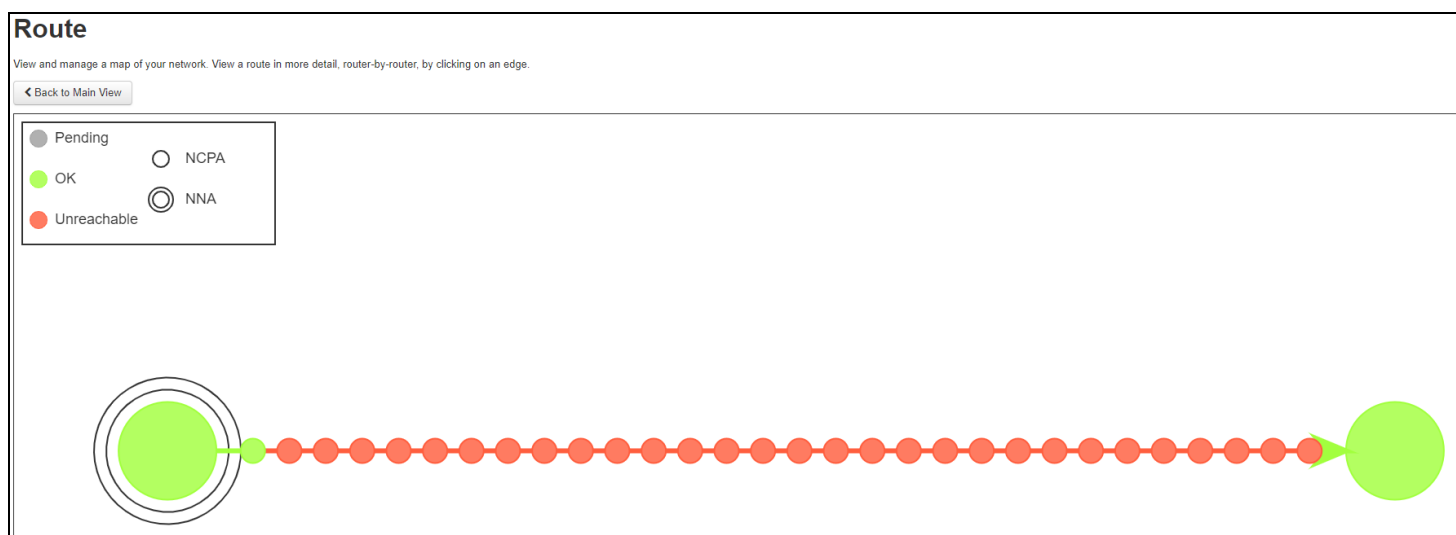 Route
View and manage a map of your network. View a route in more detail, router-by-router, by clicking on an edge.
Back to Main View
Pending
NCPA
OK
NNA
Unreachable